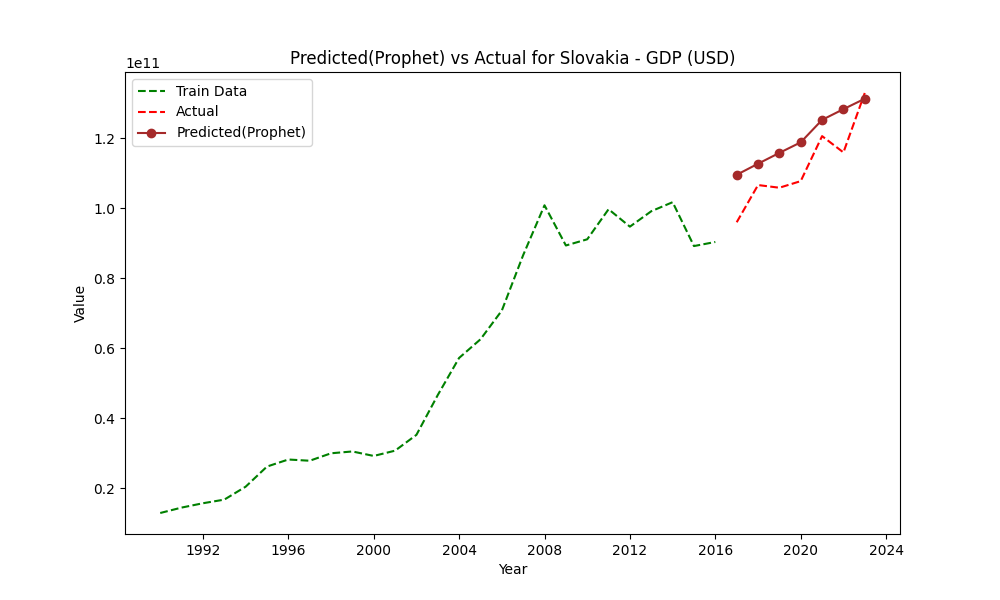 Predicted(Prophet) vs Actual for Slovakia - GDP (USD)
1e11
Train Data
Actual
Predicted(Prophet)
1.2
1.0
0.8
0.6
0.4
0.2
Value
1992 1996 2000 2004 2008 2012 2016 2020 2024
Year